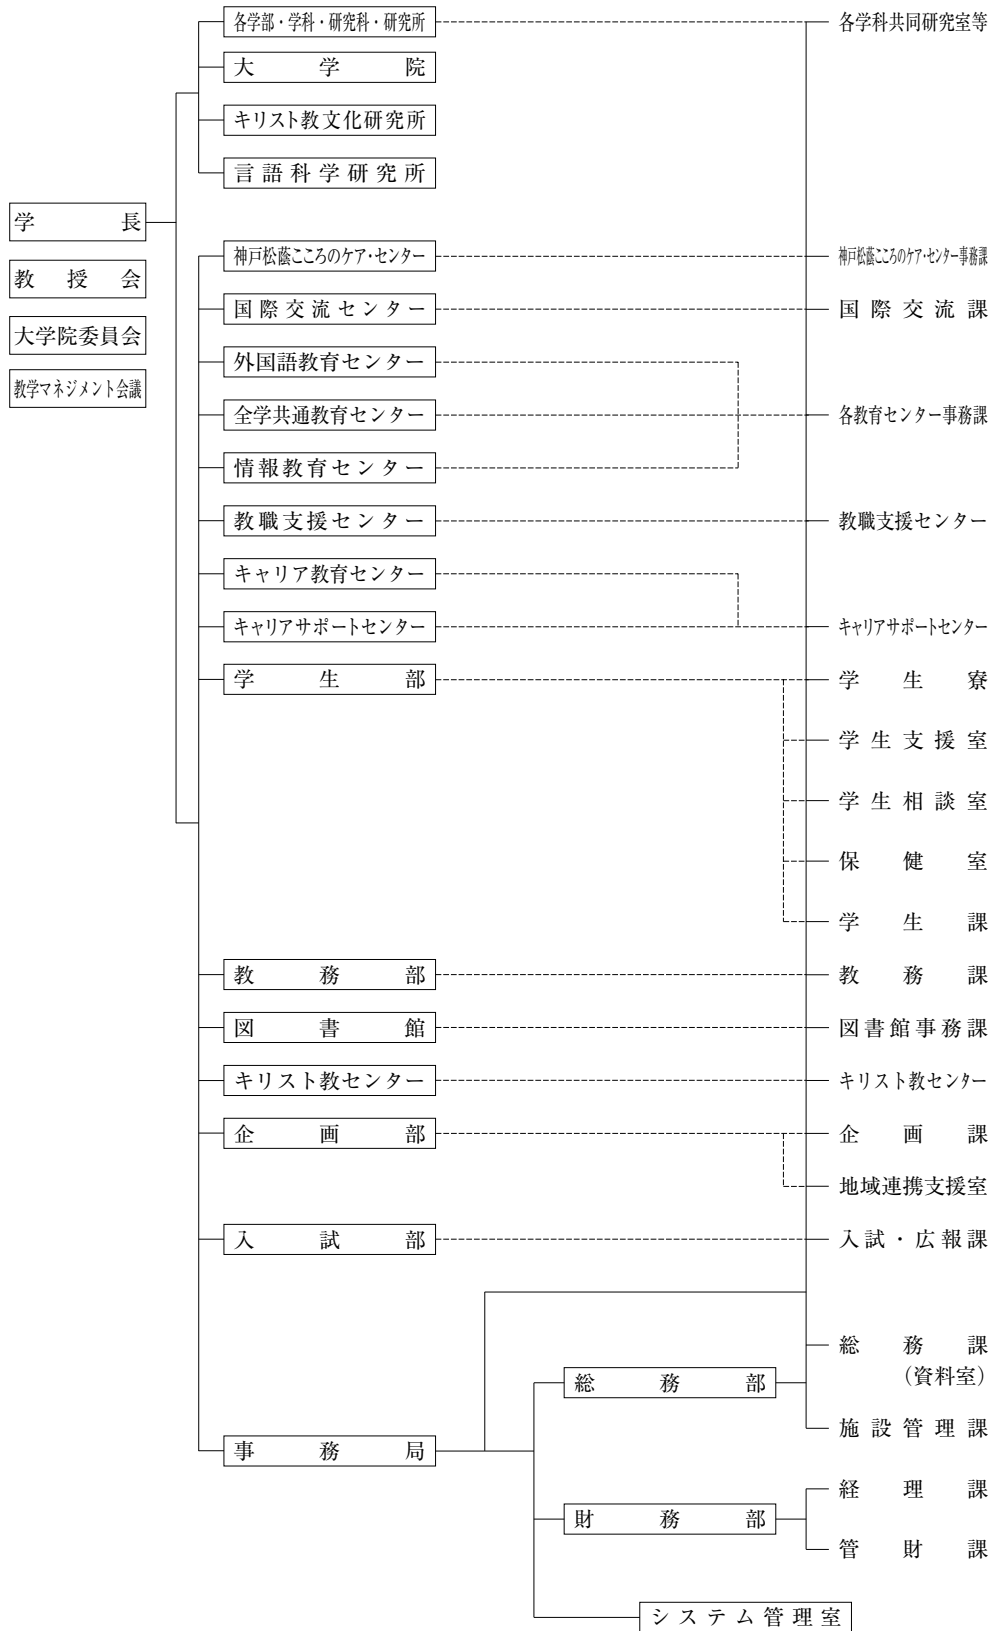 各学部・学科・研究科・研究所 各学科共同研究室等
大学院
キリスト教文化研究所
言語科学研究所
学長
教授会
大学院委員会
教学マネジメント会議
神戸松蔭こころのケア・センター 神戸松蔭こころのケア・センター事務課
国際交流センター 国際交流課
外国語教育センター
全学共通教育センター 各教育センター事務課
情報教育センター
教職支援センター 教職支援センター
キャリア教育センター
キャリアサポートセンター キャリアサポートセンター
学生部 学生寮
学生支援室
学生相談室
保健室
学生課
教務部 教務課
図書館 図書館事務課
キリスト教センター キリスト教センター
企画部 企画課
地域連携支援室
入試部 入試・広報課
総務課
（資料室）
総務部
施設管理課
事務局
経理課
財務部
管財課
システム管理室